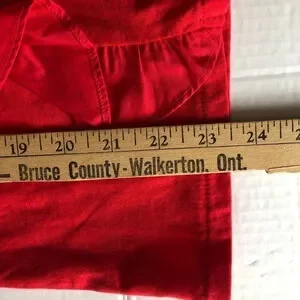 19 20 21 22 23 24
— Bruce County-Walkerton, Ont.